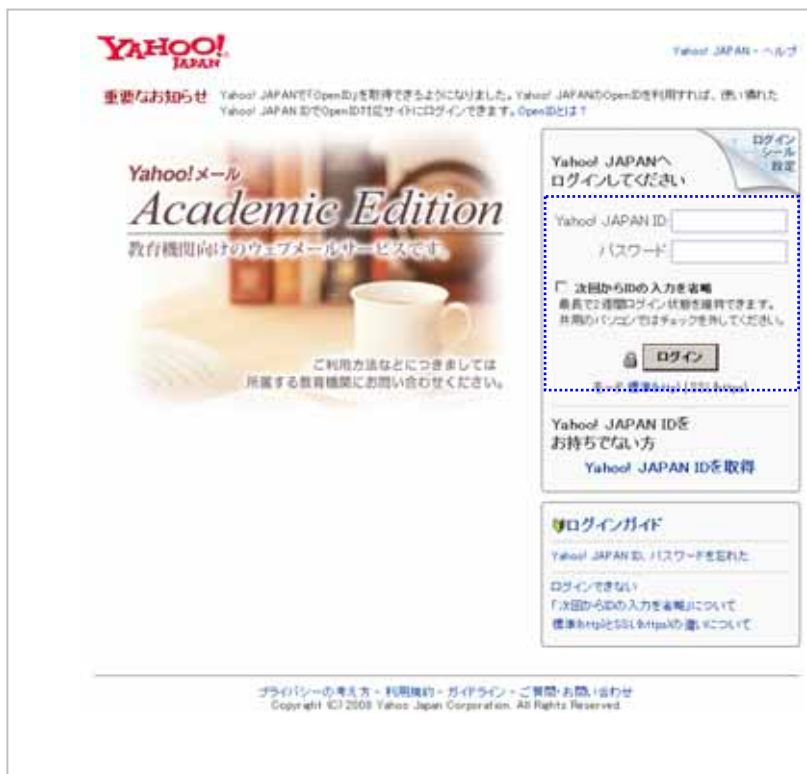 YAHOO!
JAPAN
Yahoo! JAPAN - ヘルプ
重要なお知らせ Yahoo! JAPANで「OpenID」を取得できるようになりました。Yahoo! JAPANのOpenIDを利用すれば、使い慣れた
Yahoo! JAPAN IDでOpenID対応サイトにログインできます。OpenIDとは？
Yahoo!メール
Academic Edition
教育機関向けのウェブメールサービスです。
ご利用方法などにつきましては
所属する教育機関にお問い合わせください。
ログイン
シール
設定
Yahoo! JAPANへ
ログインしてください
Yahoo! JAPAN ID
パスワード
次回からIDの入力を省略
最長で2週間ログイン状態を維持できます。
共用のパソコンではチェックを外してください。
ログイン
モード 標準(http) | SSL(https)
Yahoo! JAPAN IDを
お持ちでない方
Yahoo! JAPAN IDを取得
ログインガイド
Yahoo! JAPAN ID、パスワードを忘れた
ログインできない
「次回からIDの入力を省略」について
標準(http)とSSL(https)の違いについて
プライバシーの考え方 - 利用規約 - ガイドライン - ご質問・お問い合わせ
Copyright (C) 2008 Yahoo Japan Corporation. All Rights Reserved.